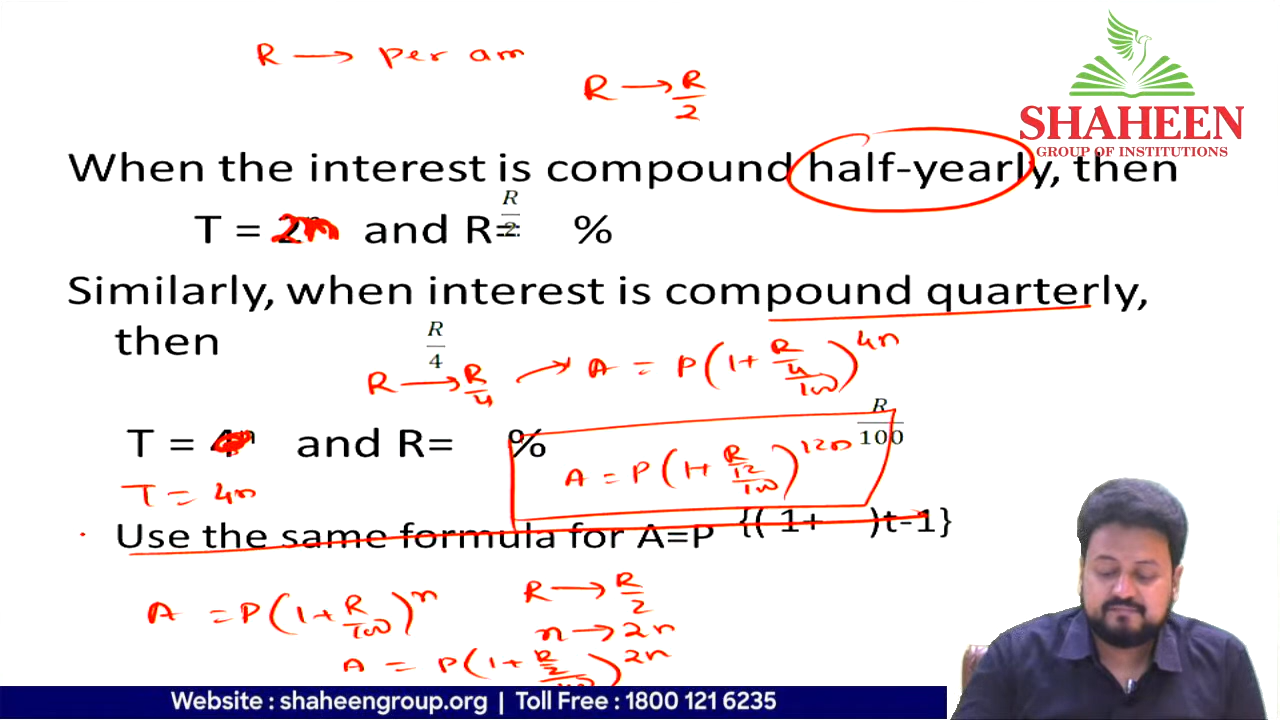 R → per am
R → R/2
SHAHEEN
GROUP OF INSTITUTIONS
When the interest is compound half-yearly, then
T = 2n and R= R/2 %
Similarly, when interest is compound quarterly,
then R/4
R → R/4 → A = P(1+ R/4/100)^4n
T = and R= % R/100
A = P(1+ R/12/100)^12n
T = 4n
Use the same formula for A=P {( 1+ )t-1}
A = P(1+ R/100)^n
R → R/2
n → 2n
A = P(1+ R/2/100)^2n
Website : shaheengroup.org | Toll Free : 1800 121 6235